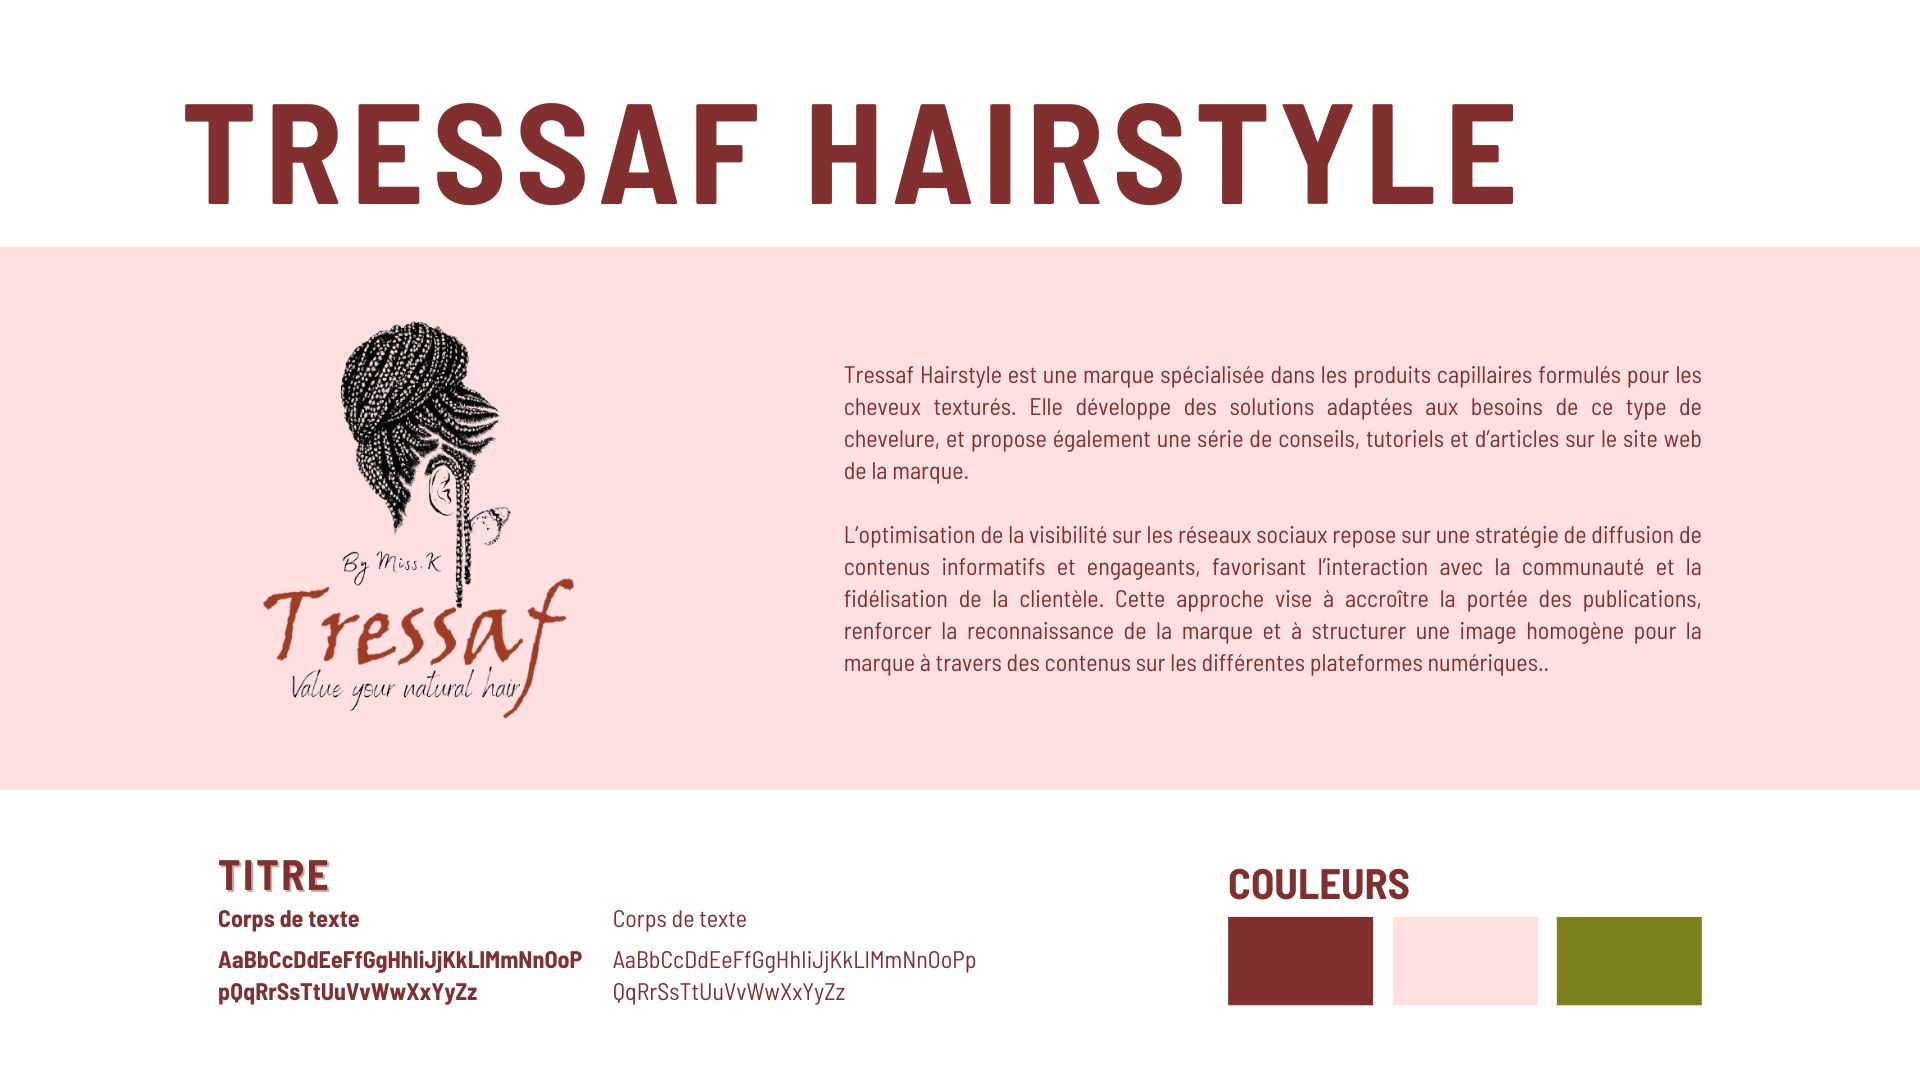 TRESSAF HAIRSTYLE
By Miss.K
Tressaf
Value your natural hair
Tressaf Hairstyle est une marque spécialisée dans les produits capillaires formulés pour les
cheveux texturés. Elle développe des solutions adaptées aux besoins de ce type de
chevelure, et propose également une série de conseils, tutoriels et d’articles sur le site web
de la marque.
L’optimisation de la visibilité sur les réseaux sociaux repose sur une stratégie de diffusion de
contenus informatifs et engageants, favorisant l’interaction avec la communauté et la
fidélisation de la clientèle. Cette approche vise à accroître la portée des publications,
renforcer la reconnaissance de la marque et à structurer une image homogène pour la
marque à travers des contenus sur les différentes plateformes numériques..
TITRE
Corps de texte
AaBbCcDdEeFfGgHhIiJjKkLlMmNnOoP
pQqRrSsTtUuVvWwXxYyZz
Corps de texte
AaBbCcDdEeFfGgHhIiJjKkLlMmNnOoPp
QqRrSsTtUuVvWwXxYyZz
COULEURS